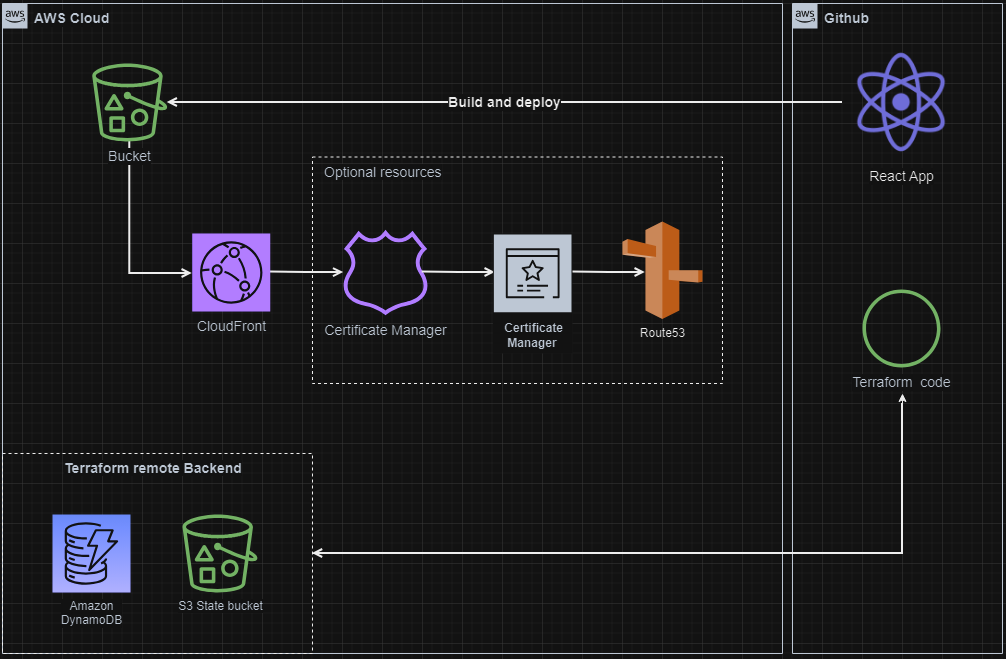 aws
AWS Cloud
aws
Github
Build and deploy
Bucket
React App
Optional resources
CloudFront
Certificate Manager
Certificate
Manager
Route53
Terraform code
Terraform remote Backend
Amazon
DynamoDB
S3 State bucket